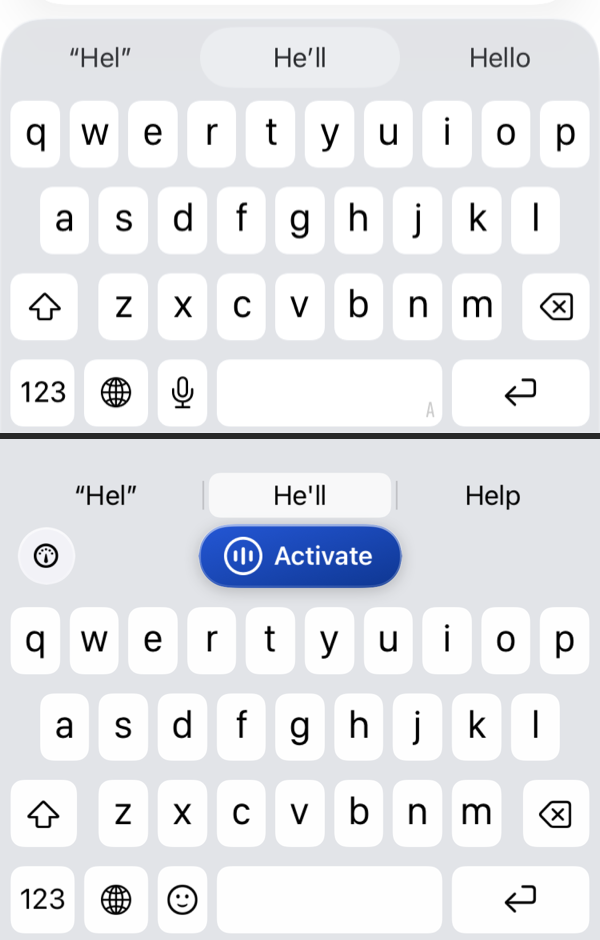 “Hel” He’ll Hello
q w e r t y u i o p
a s d f g h j k l
z x c v b n m
123 A
“Hel” He'll Help
Activate
q w e r t y u i o p
a s d f g h j k l
z x c v b n m
123